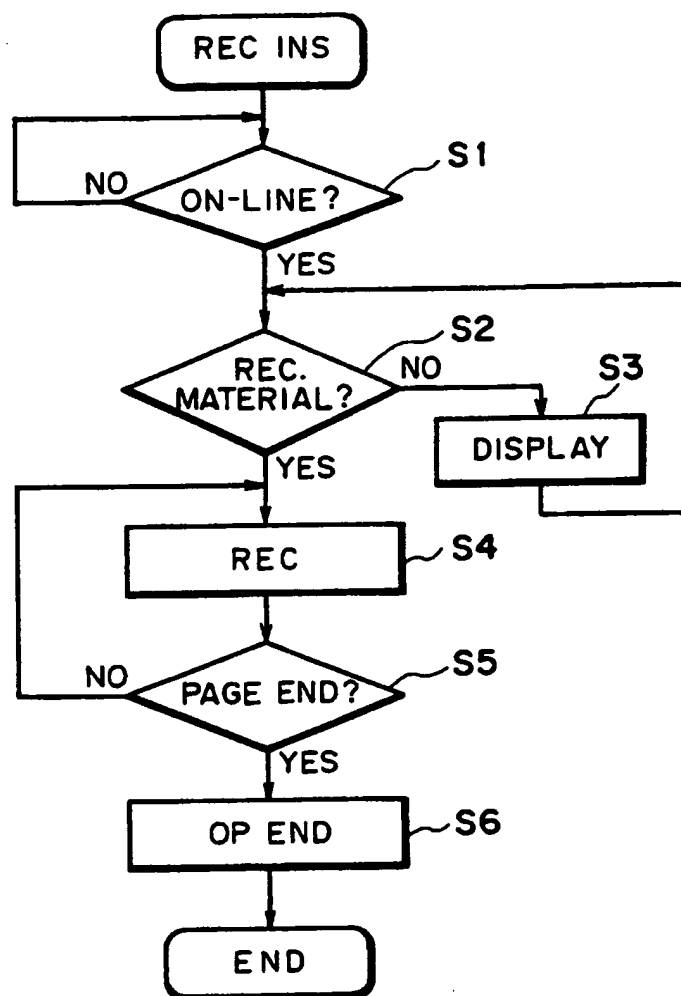 REC INS
S1
NO
ON-LINE?
YES
S2
REC.
MATERIAL?
NO
S3
DISPLAY
YES
REC
S4
NO
PAGE END?
S5
YES
OP END
S6
END